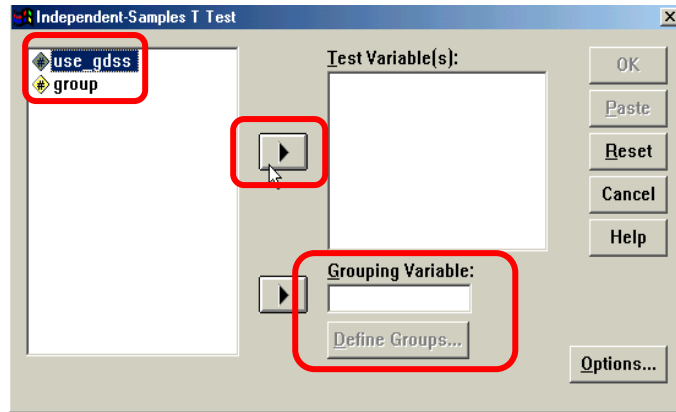 Independent-Samples T Test
use_gdss
group
Test Variable(s):
OK
Paste
Reset
Cancel
Help
Grouping Variable:
Define Groups...
Options...